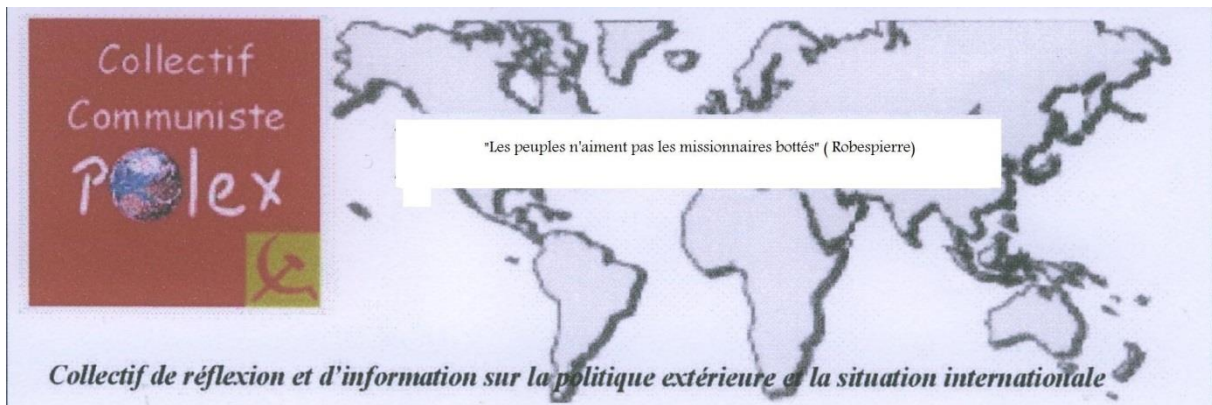 Collectif
Communiste
Polex
"Les peuples n'aiment pas les missionnaires bottés" ( Robespierre)
Collectif de réflexion et d'information sur la politique extérieure et la situation internationale